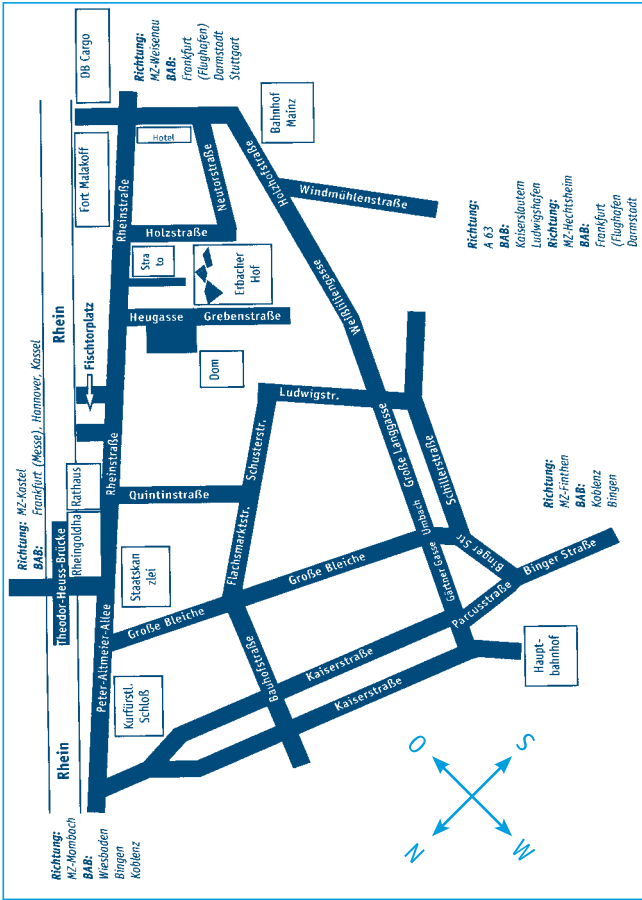 Richtung: MZ-Kastel
BAB: Frankfurt (Messe), Hannover, Kassel
Richtung:
MZ-Mombach
BAB:
Wiesbaden
Bingen
Koblenz
Rhein
Rhein
Theodor-Heuss-Brücke
Rheingoldha
Rathaus
Fischtorplatz
Fort Malakoff
DB Cargo
Richtung:
MZ-Weisenau
BAB:
Frankfurt
(Flughafen)
Darmstadt
Stuttgart
Peter-Altmeier-Allee
Rheinstraße
Rheinstraße
Kurfürstl.
Schloß
Staatskan
zlei
Quintinstraße
Heugasse
Grebenstraße
Dom
Stra
to
Erbacher
Hof
Holzstraße
Neutorstraße
Hotel
Bahnhof
Mainz
Holzhofstraße
Windmühlenstraße
Weißliliengasse
Große Bleiche
Große Bleiche
Flachsmarktstr.
Schusterstr.
Ludwigstr.
Große Langgasse
Umbach
Gärtner Gasse
Schillerstraße
Binger Str
Binger Straße
Parcusstraße
Bauhofstraße
Kaiserstraße
Kaiserstraße
Haupt-
bahnhof
Richtung:
MZ-Finthen
BAB:
Koblenz
Bingen
Richtung:
A 63
BAB:
Kaiserslautern
Ludwigshafen
Richtung:
MZ-Hechtsheim
BAB:
Frankfurt
(Flughafen
Darmstadt
N
O
S
W